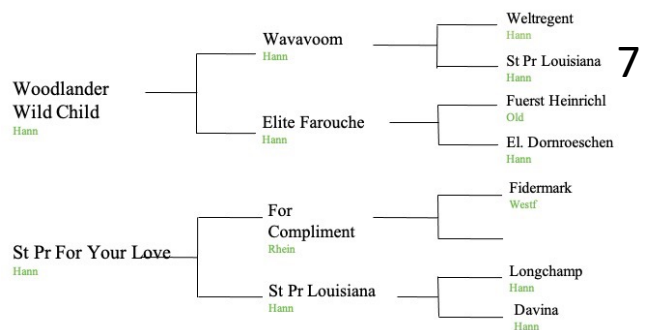 Woodlander
Wild Child
Hann
Wavavoom
Hann
Weltregent
Hann
St Pr Louisiana
Hann
7
Elite Farouche
Hann
Fuerst Heinrichl
Old
El. Dornroeschen
Hann
St Pr For Your Love
Hann
For
Compliment
Rhein
Fidermark
Westf
St Pr Louisiana
Hann
Longchamp
Hann
Davina
Hann